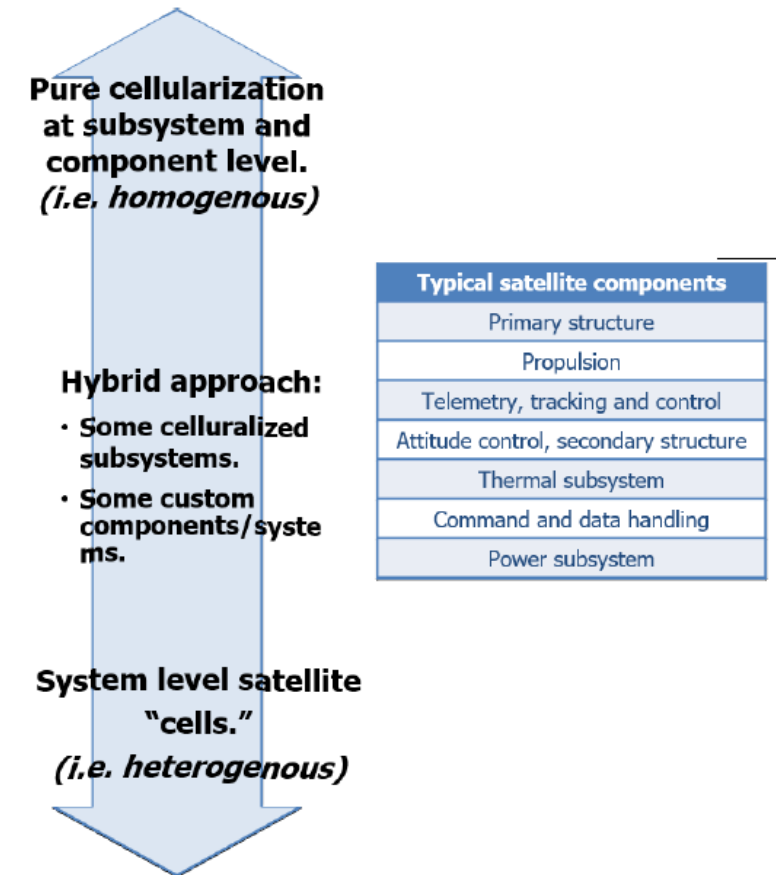 Pure cellularization
at subsystem and
component level.
(i.e. homogenous)
Hybrid approach:
· Some celluralized
subsystems.
· Some custom
components/syste
ms.
System level satellite
“cells.”
(i.e. heterogenous)
Typical satellite components
Primary structure
Propulsion
Telemetry, tracking and control
Attitude control, secondary structure
Thermal subsystem
Command and data handling
Power subsystem